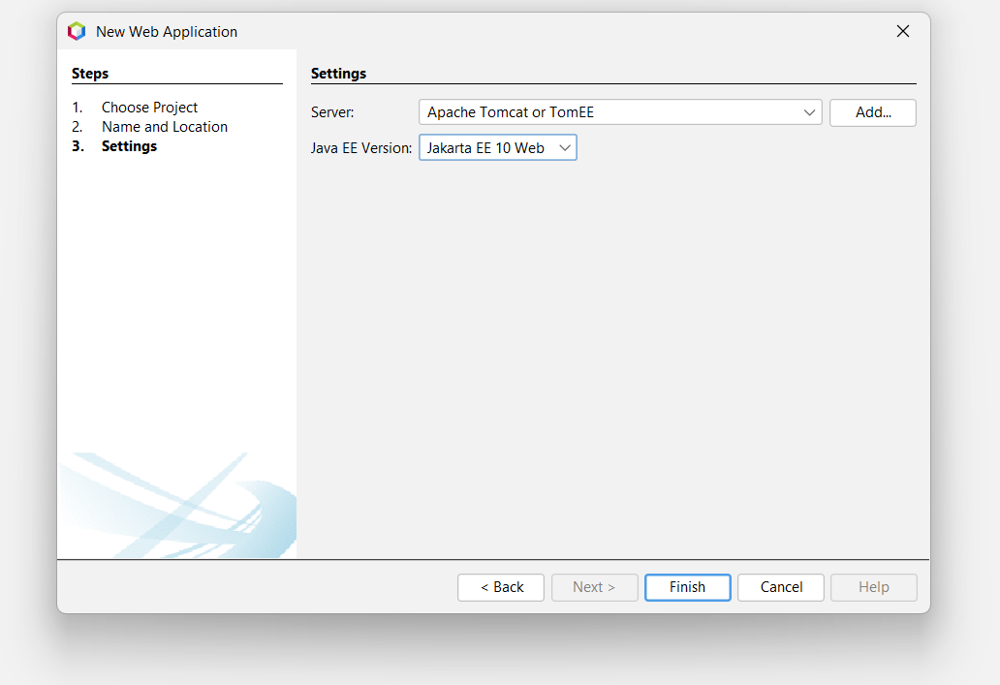 New Web Application
Steps
1. Choose Project
2. Name and Location
3. Settings
Settings
Server: Apache Tomcat or TomEE Add...
Java EE Version: Jakarta EE 10 Web
< Back Next > Finish Cancel Help